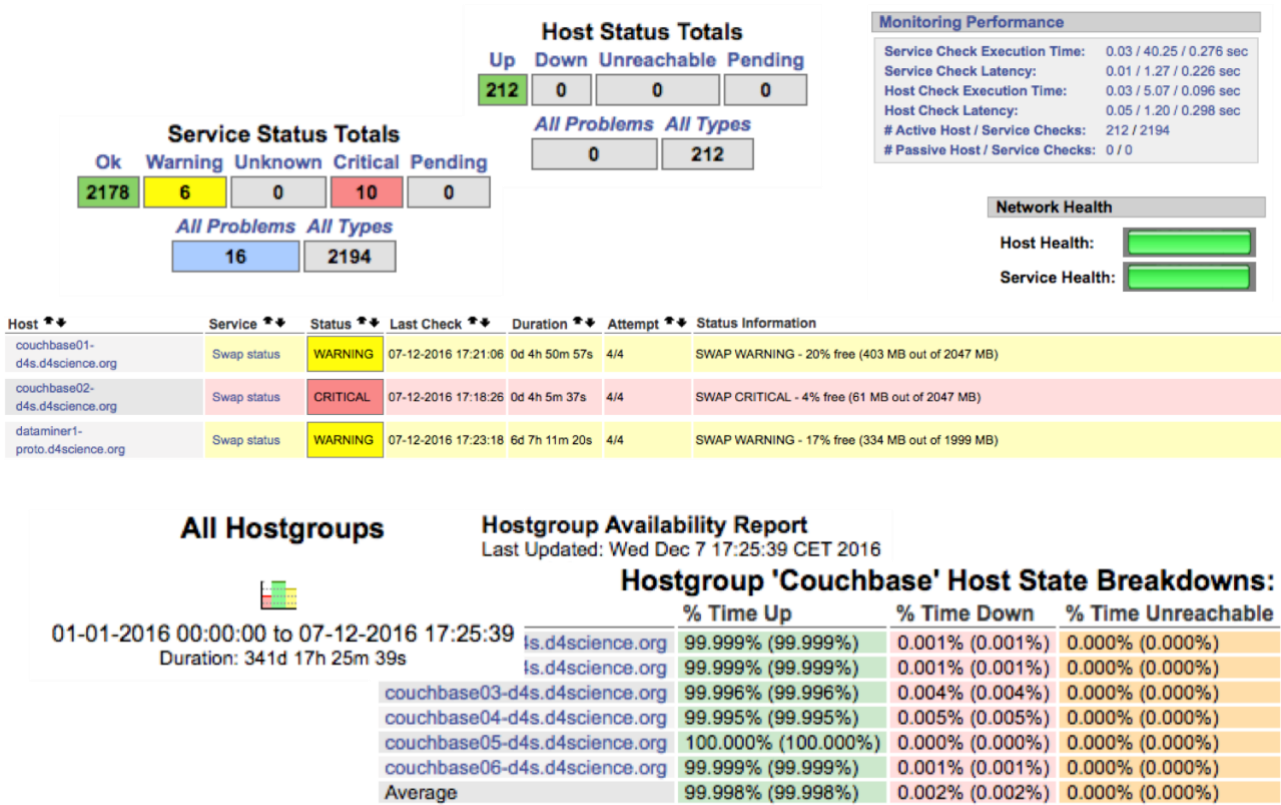 Host Status Totals
Up Down Unreachable Pending
212 0 0 0
All Problems All Types
0 212
Monitoring Performance
Service Check Execution Time: 0.03 / 40.25 / 0.276 sec
Service Check Latency: 0.01 / 1.27 / 0.226 sec
Host Check Execution Time: 0.03 / 5.07 / 0.096 sec
Host Check Latency: 0.05 / 1.20 / 0.298 sec
# Active Host / Service Checks: 212 / 2194
# Passive Host / Service Checks: 0 / 0
Service Status Totals
Ok Warning Unknown Critical Pending
2178 6 0 10 0
All Problems All Types
16 2194
Network Health
Host Health:
Service Health:
Host Service Status Last Check Duration Attempt Status Information
couchbase01-
d4s.d4science.org Swap status WARNING 07-12-2016 17:21:06 0d 4h 50m 57s 4/4 SWAP WARNING - 20% free (403 MB out of 2047 MB)
couchbase02-
d4s.d4science.org Swap status CRITICAL 07-12-2016 17:18:26 0d 4h 5m 37s 4/4 SWAP CRITICAL - 4% free (61 MB out of 2047 MB)
dataminer1-
proto.d4science.org Swap status WARNING 07-12-2016 17:23:18 6d 7h 11m 20s 4/4 SWAP WARNING - 17% free (334 MB out of 1999 MB)
All Hostgroups
01-01-2016 00:00:00 to 07-12-2016 17:25:39
Duration: 341d 17h 25m 39s
Hostgroup Availability Report
Last Updated: Wed Dec 7 17:25:39 CET 2016
Hostgroup 'Couchbase' Host State Breakdowns:
% Time Up % Time Down % Time Unreachable
4s.d4science.org 99.999% (99.999%) 0.001% (0.001%) 0.000% (0.000%)
4s.d4science.org 99.999% (99.999%) 0.001% (0.001%) 0.000% (0.000%)
couchbase03-d4s.d4science.org 99.996% (99.996%) 0.004% (0.004%) 0.000% (0.000%)
couchbase04-d4s.d4science.org 99.995% (99.995%) 0.005% (0.005%) 0.000% (0.000%)
couchbase05-d4s.d4science.org 100.000% (100.000%) 0.000% (0.000%) 0.000% (0.000%)
couchbase06-d4s.d4science.org 99.999% (99.999%) 0.001% (0.001%) 0.000% (0.000%)
Average 99.998% (99.998%) 0.002% (0.002%) 0.000% (0.000%)